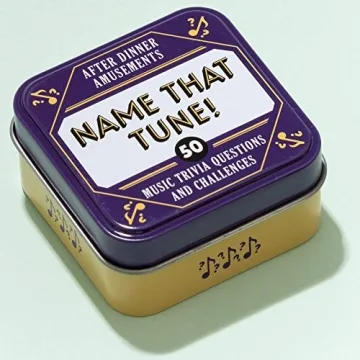 AFTER DINNER
AMUSEMENTS
NAME THAT
TUNE!
50
MUSIC TRIVIA QUESTIONS
AND CHALLENGES